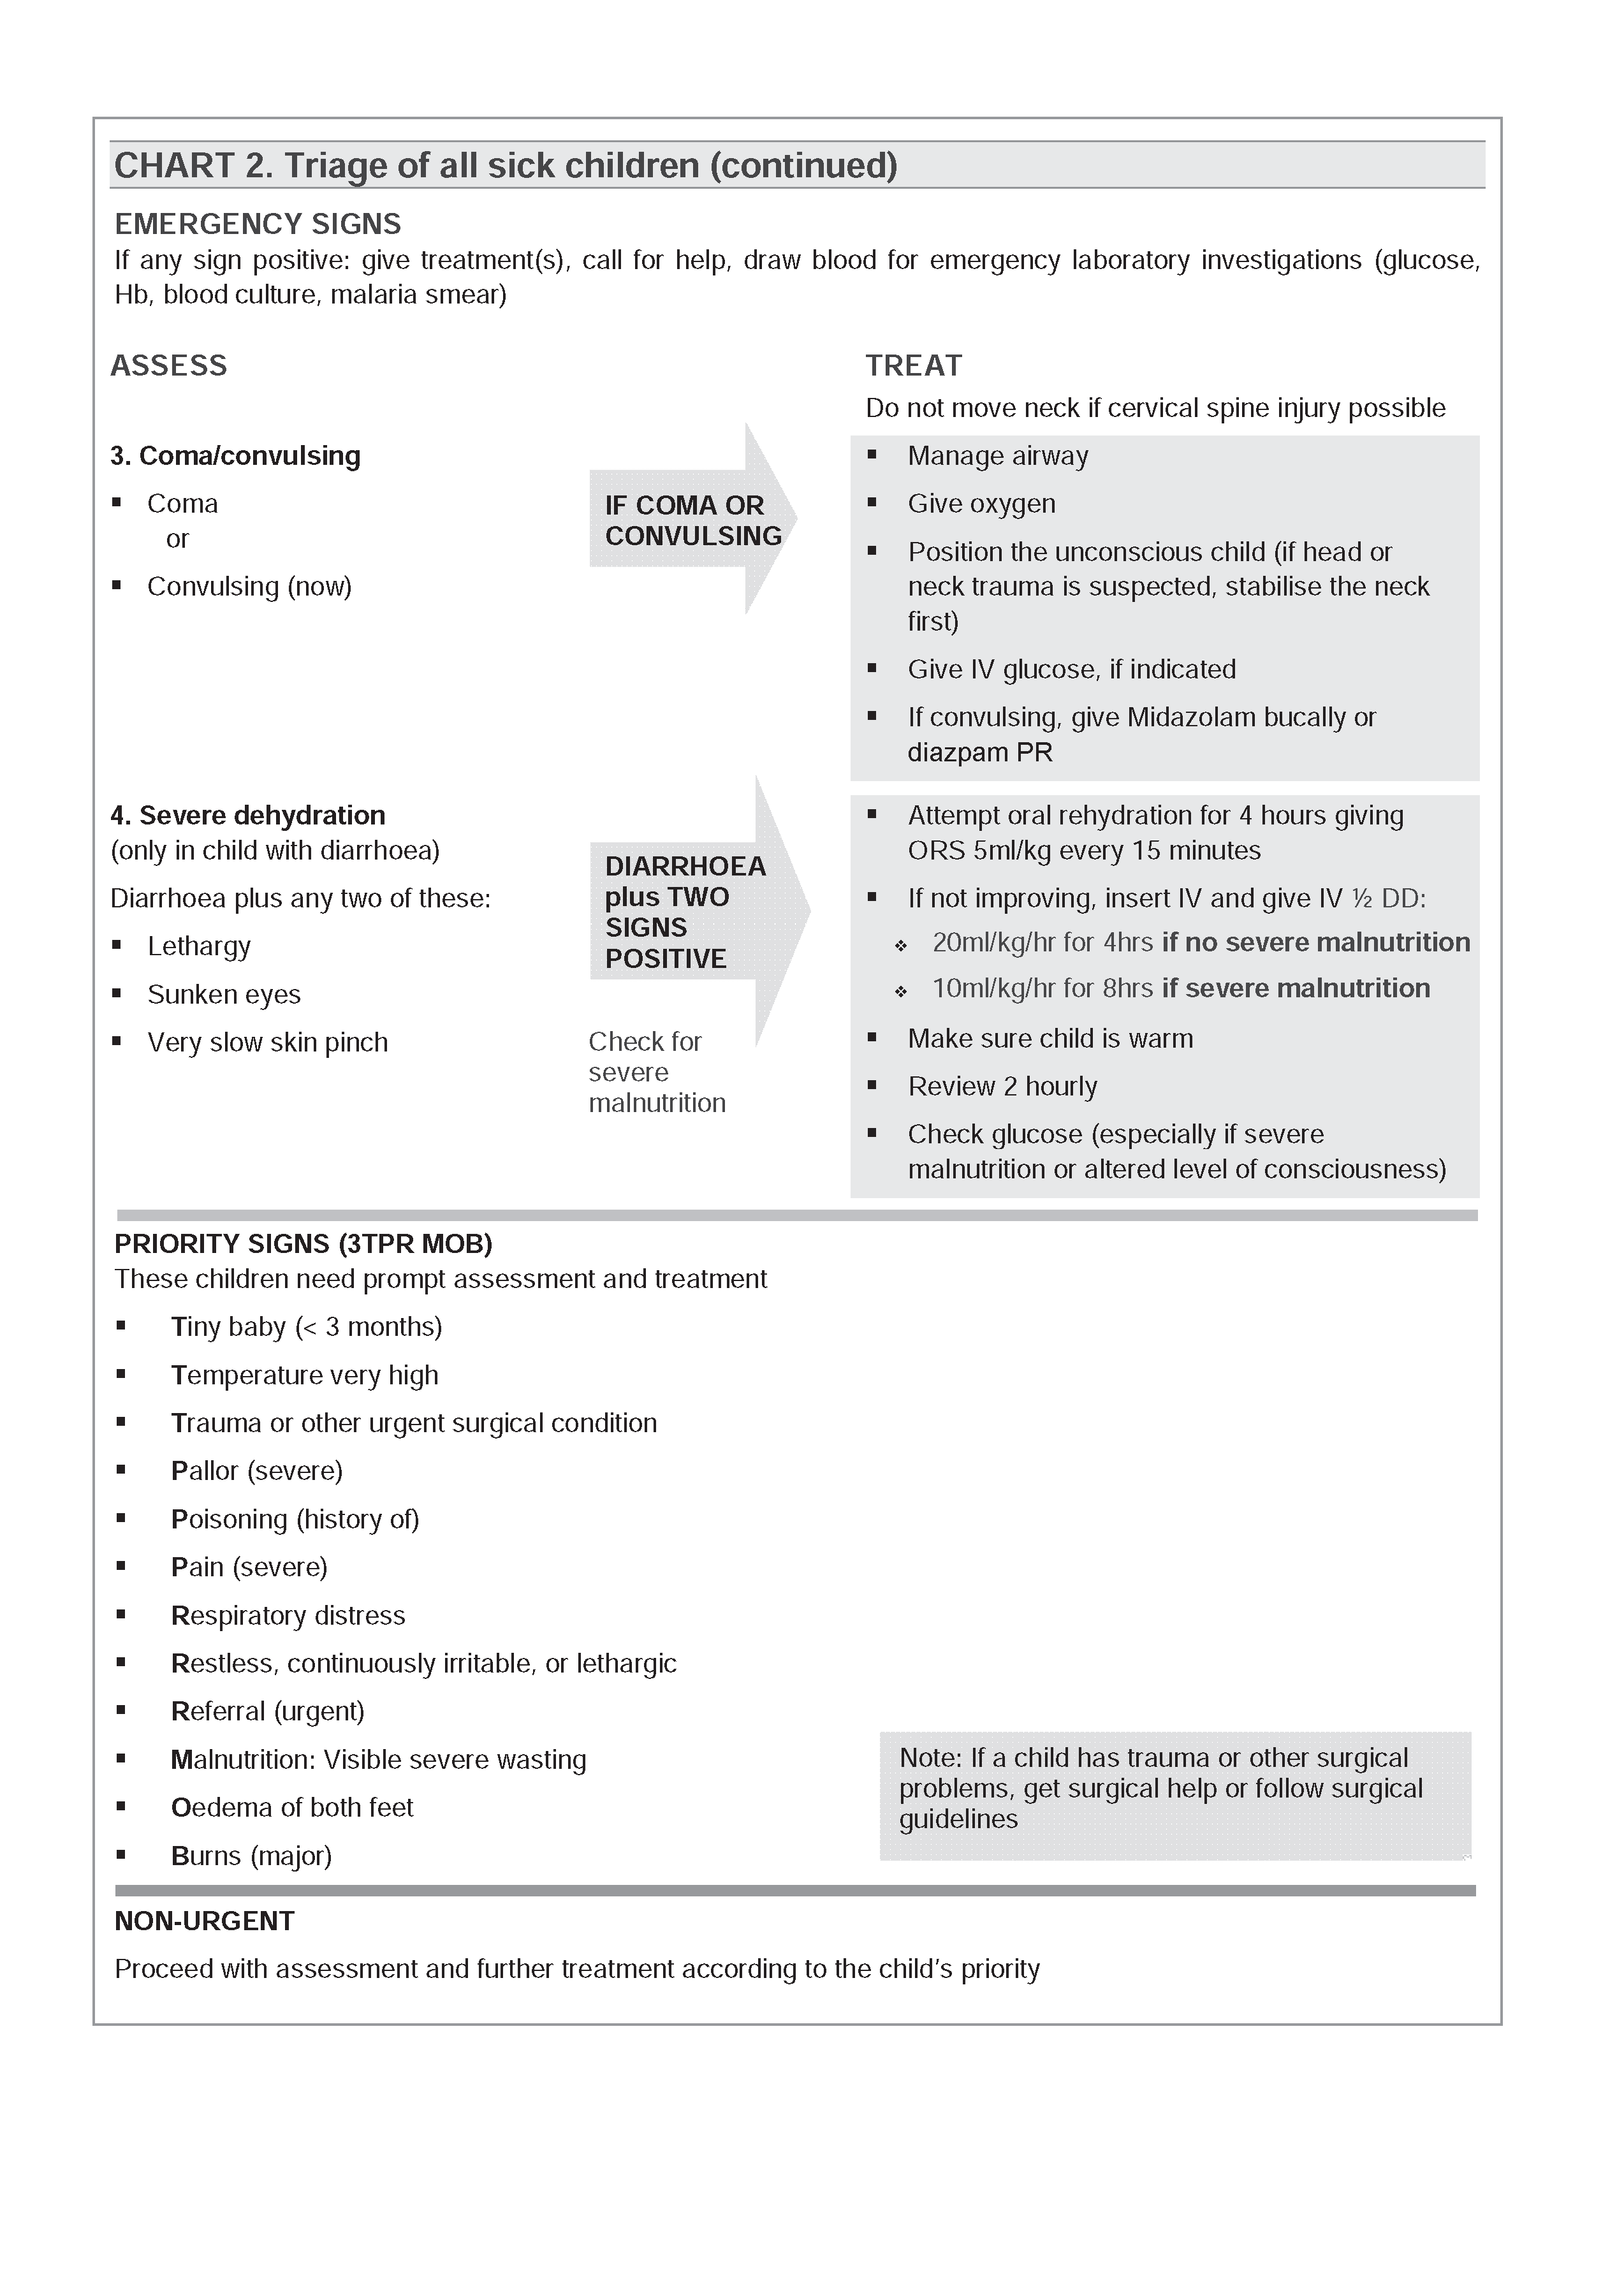 CHART 2. Triage of all sick children (continued)
EMERGENCY SIGNS
If any sign positive: give treatment(s), call for help, draw blood for emergency laboratory investigations (glucose,
Hb, blood culture, malaria smear)
ASSESS
TREAT
Do not move neck if cervical spine injury possible
3. Coma/convulsing
▪ Coma
or
▪ Convulsing (now)
IF COMA OR
CONVULSING
▪ Manage airway
▪ Give oxygen
▪ Position the unconscious child (if head or
neck trauma is suspected, stabilise the neck
first)
▪ Give IV glucose, if indicated
▪ If convulsing, give Midazolam bucally or
diazpam PR
4. Severe dehydration
(only in child with diarrhoea)
Diarrhoea plus any two of these:
▪ Lethargy
▪ Sunken eyes
▪ Very slow skin pinch
DIARRHOEA
plus TWO
SIGNS
POSITIVE
Check for
severe
malnutrition
▪ Attempt oral rehydration for 4 hours giving
ORS 5ml/kg every 15 minutes
▪ If not improving, insert IV and give IV ½ DD:
❖ 20ml/kg/hr for 4hrs if no severe malnutrition
❖ 10ml/kg/hr for 8hrs if severe malnutrition
▪ Make sure child is warm
▪ Review 2 hourly
▪ Check glucose (especially if severe
malnutrition or altered level of consciousness)
PRIORITY SIGNS (3TPR MOB)
These children need prompt assessment and treatment
▪ Tiny baby (< 3 months)
▪ Temperature very high
▪ Trauma or other urgent surgical condition
▪ Pallor (severe)
▪ Poisoning (history of)
▪ Pain (severe)
▪ Respiratory distress
▪ Restless, continuously irritable, or lethargic
▪ Referral (urgent)
▪ Malnutrition: Visible severe wasting
▪ Oedema of both feet
▪ Burns (major)
Note: If a child has trauma or other surgical
problems, get surgical help or follow surgical
guidelines
NON-URGENT
Proceed with assessment and further treatment according to the child's priority